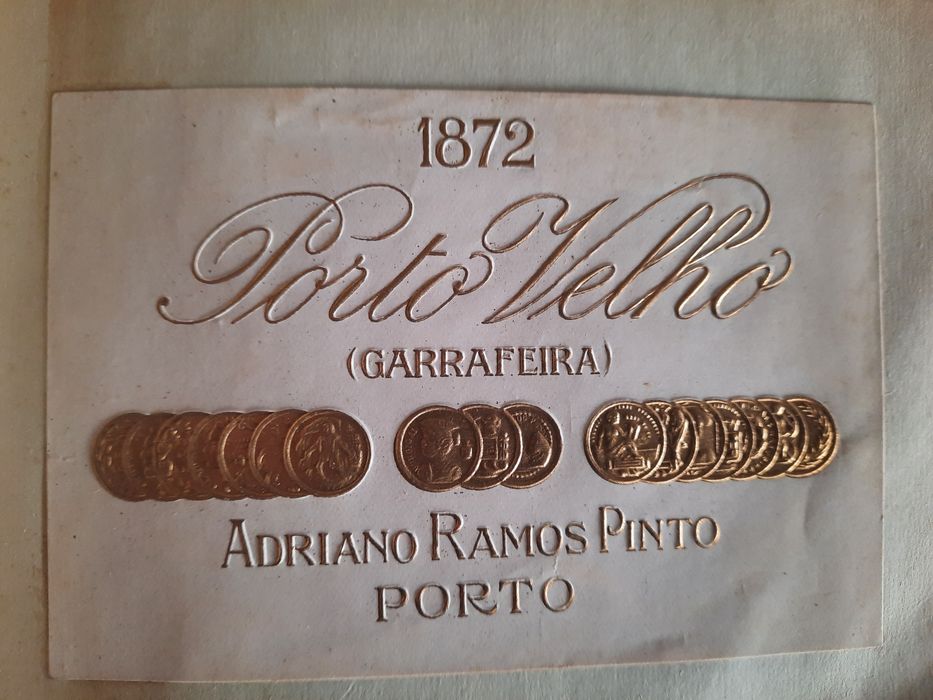 1872
Porto Velho
(GARRAFEIRA)
ADRIANO RAMOS PINTO
PORTO